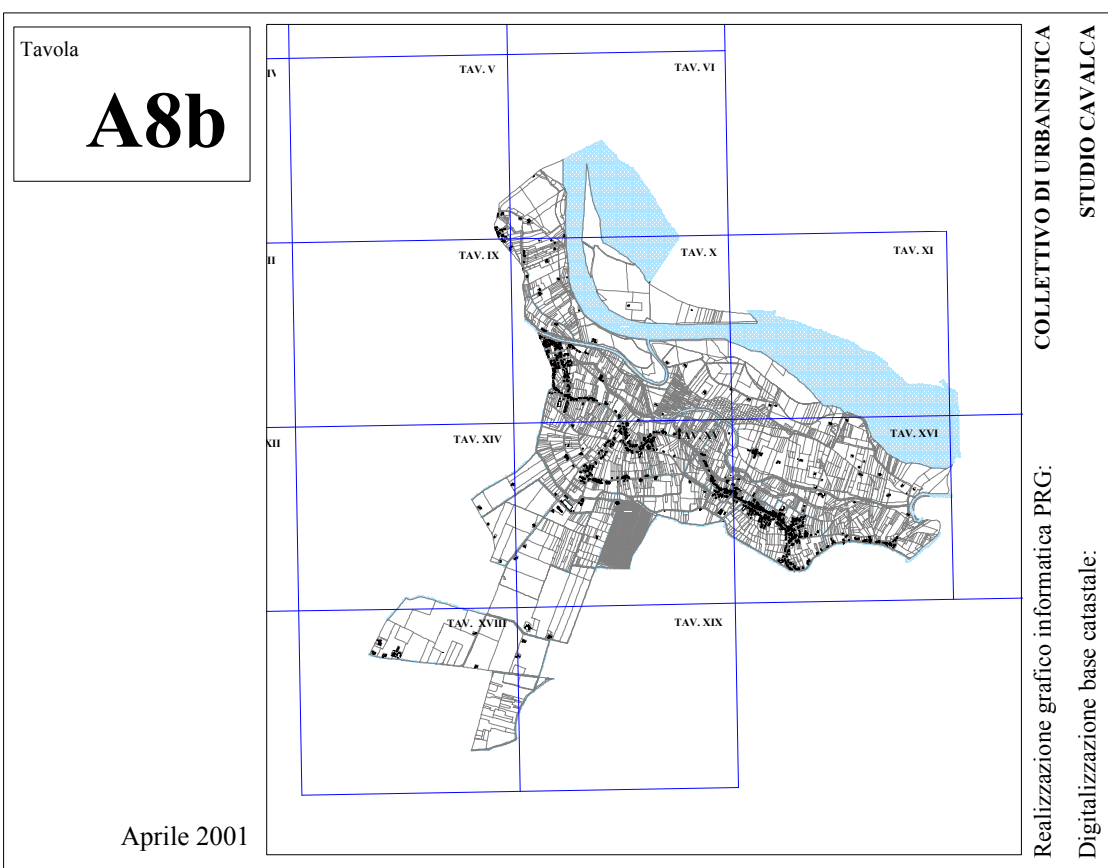 Tavola
A8b
Aprile 2001
IV
TAV. V
TAV. VI
II
TAV. IX
TAV. X
TAV. XI
XII
TAV. XIV
TAV. XV
TAV. XVI
TAV. XVIII
TAV. XIX
Realizzazione grafico informatica PRG: COLLETTIVO DI URBANISTICA
Digitalizzazione base catastale: STUDIO CAVALCA